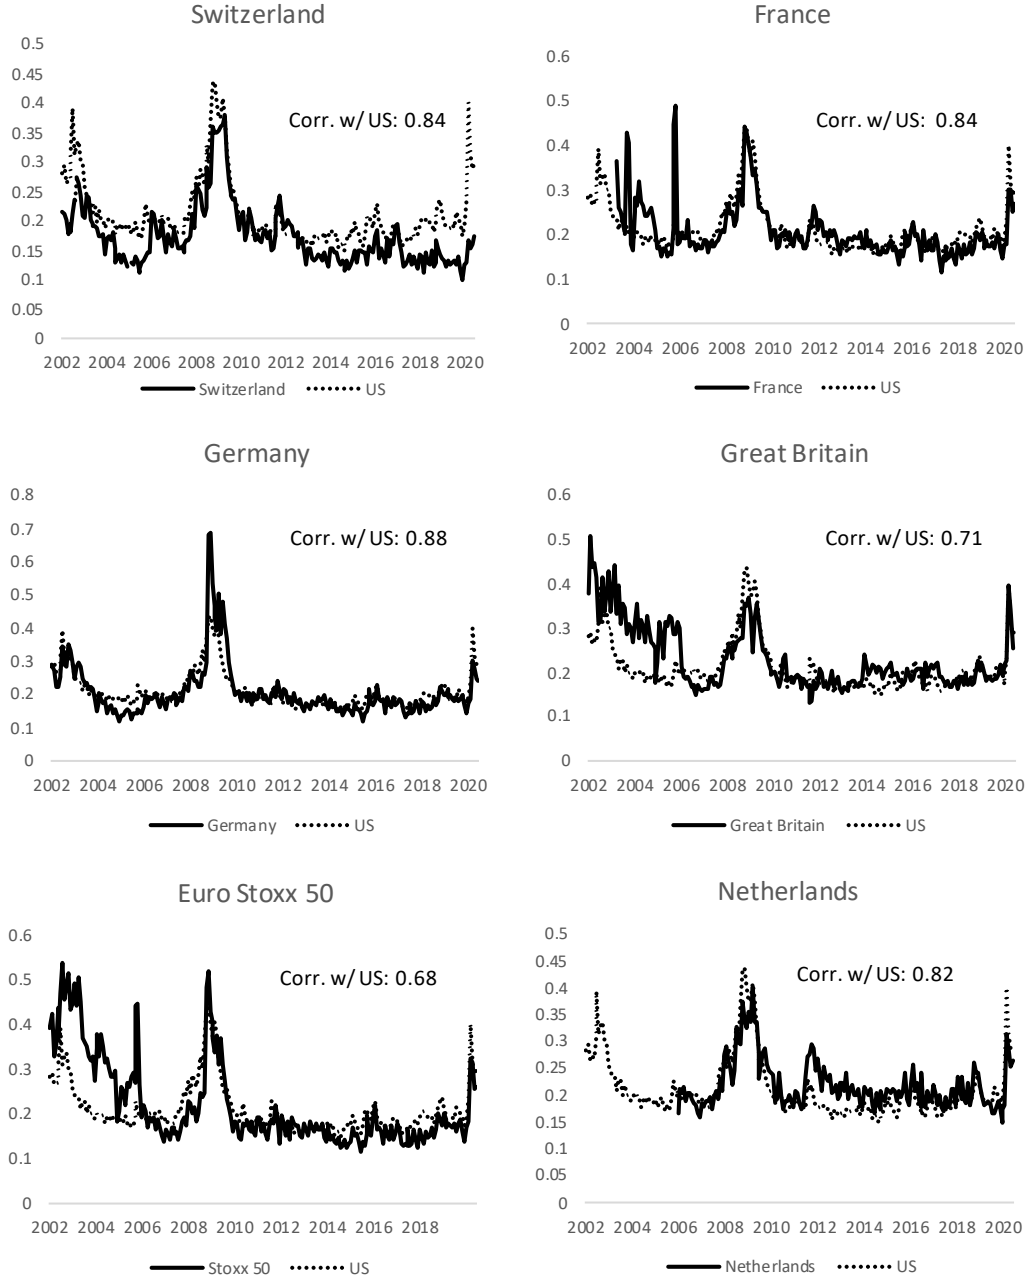 Switzerland
0.5
0.45
0.4
0.35
0.3
0.25
0.2
0.15
0.1
0.05
0
Corr. w/ US: 0.84
2002 2004 2006 2008 2010 2012 2014 2016 2018 2020
Switzerland US
France
0.6
0.5
0.4
0.3
0.2
0.1
0
Corr. w/ US: 0.84
2002 2004 2006 2008 2010 2012 2014 2016 2018 2020
France US
Germany
0.8
0.7
0.6
0.5
0.4
0.3
0.2
0.1
0
Corr. w/ US: 0.88
2002 2004 2006 2008 2010 2012 2014 2016 2018 2020
Germany US
Great Britain
0.6
0.5
0.4
0.3
0.2
0.1
0
Corr. w/ US: 0.71
2002 2004 2006 2008 2010 2012 2014 2016 2018 2020
Great Britain US
Euro Stoxx 50
0.6
0.5
0.4
0.3
0.2
0.1
0
Corr. w/ US: 0.68
2002 2004 2006 2008 2010 2012 2014 2016 2018
Stoxx 50 US
Netherlands
0.5
0.45
0.4
0.35
0.3
0.25
0.2
0.15
0.1
0.05
0
Corr. w/ US: 0.82
2002 2004 2006 2008 2010 2012 2014 2016 2018 2020
Netherlands US